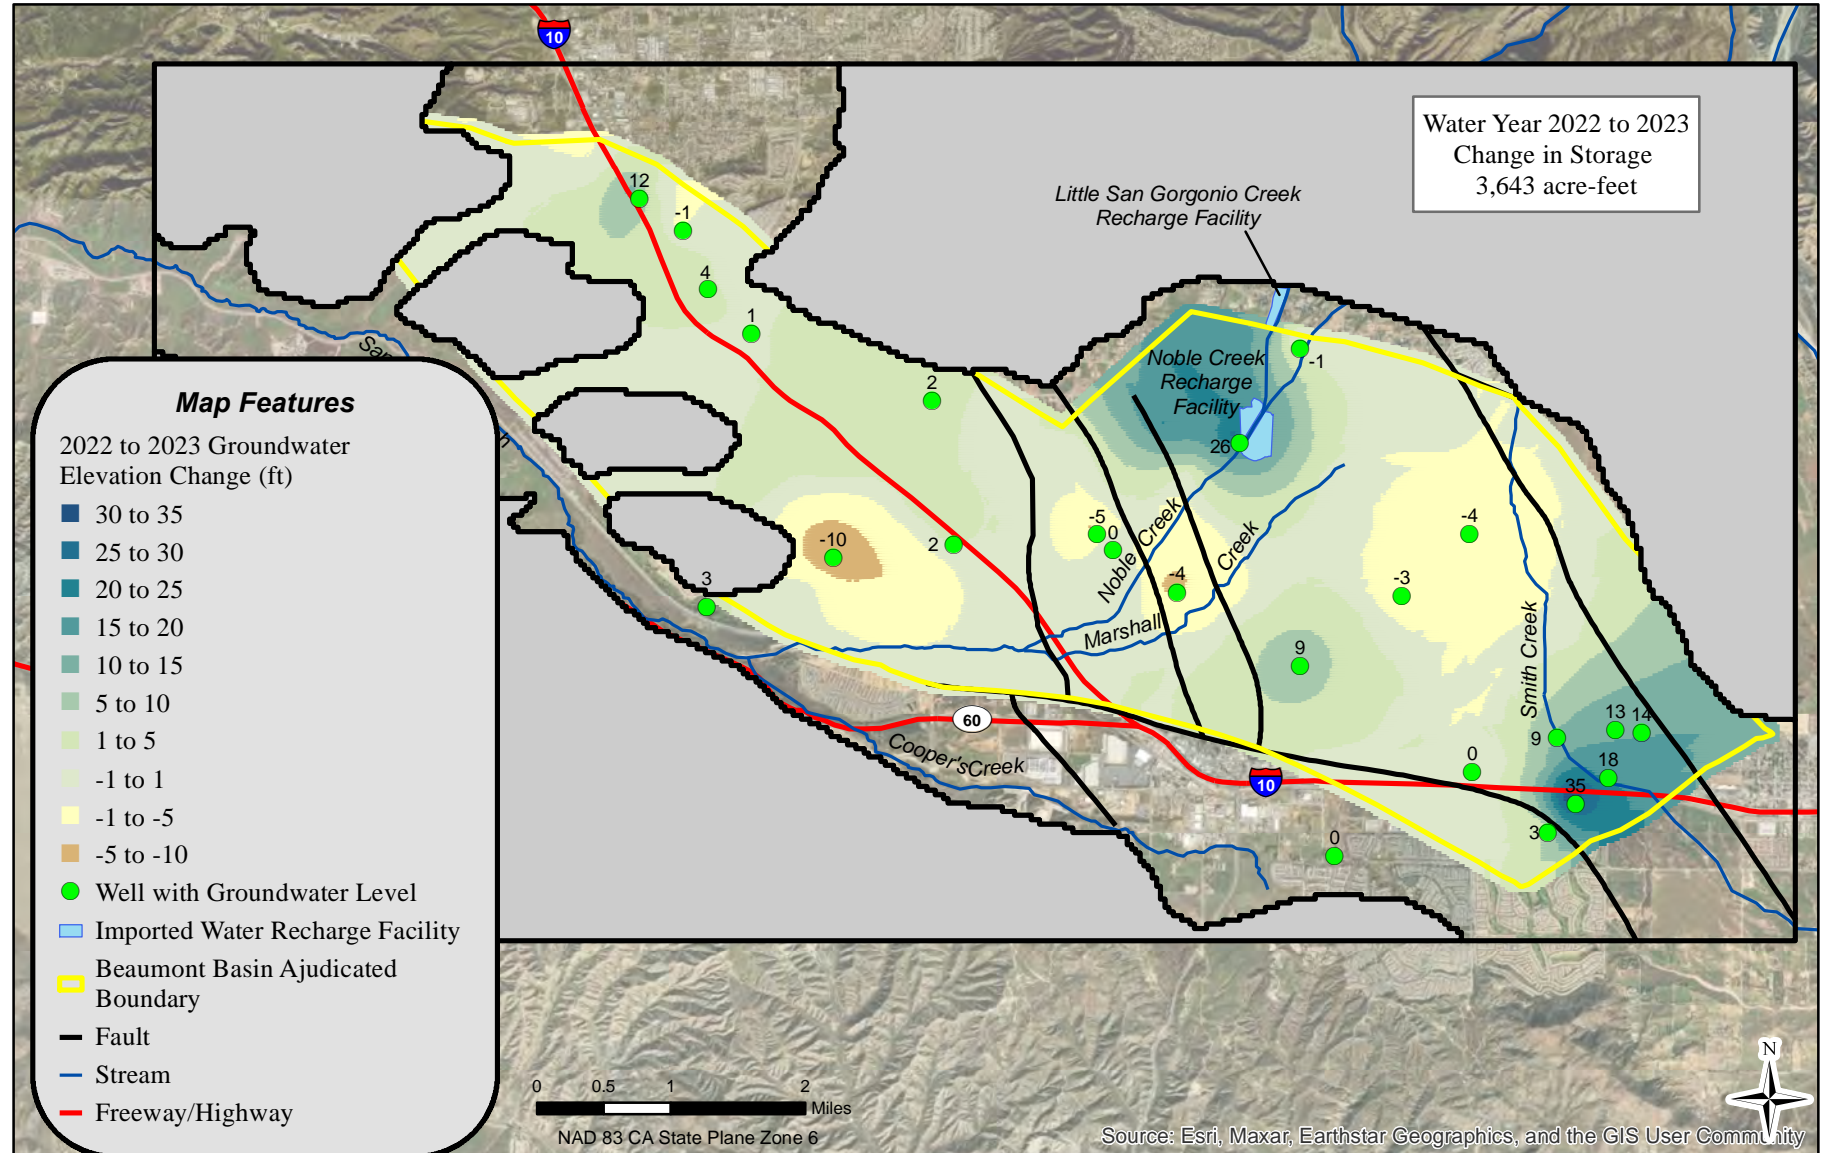 10
Water Year 2022 to 2023
Change in Storage
3,643 acre-feet
Little San Gorgonio Creek
Recharge Facility
12
-1
4
1
2
Noble Creek
Recharge
Facility
-1
26
San
h
-5
0
-4
-10
2
3
Noble Creek
-4
Creek
Marshall
-3
9
Smith Creek
13
14
9
18
35
0
3
0
60
Cooper'sCreek
10
Map Features
2022 to 2023 Groundwater
Elevation Change (ft)
30 to 35
25 to 30
20 to 25
15 to 20
10 to 15
5 to 10
1 to 5
-1 to 1
-1 to -5
-5 to -10
Well with Groundwater Level
Imported Water Recharge Facility
Beaumont Basin Ajudicated
Boundary
Fault
Stream
Freeway/Highway
0 0.5 1 2
Miles
NAD 83 CA State Plane Zone 6
N
Source: Esri, Maxar, Earthstar Geographics, and the GIS User Community